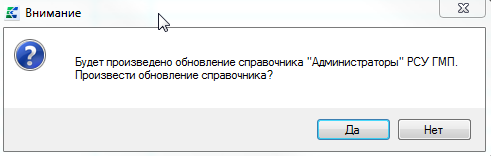 Внимание
Будет произведено обновление справочника "Администраторы" РСУ ГМП.
Произвести обновление справочника?
Да
Нет